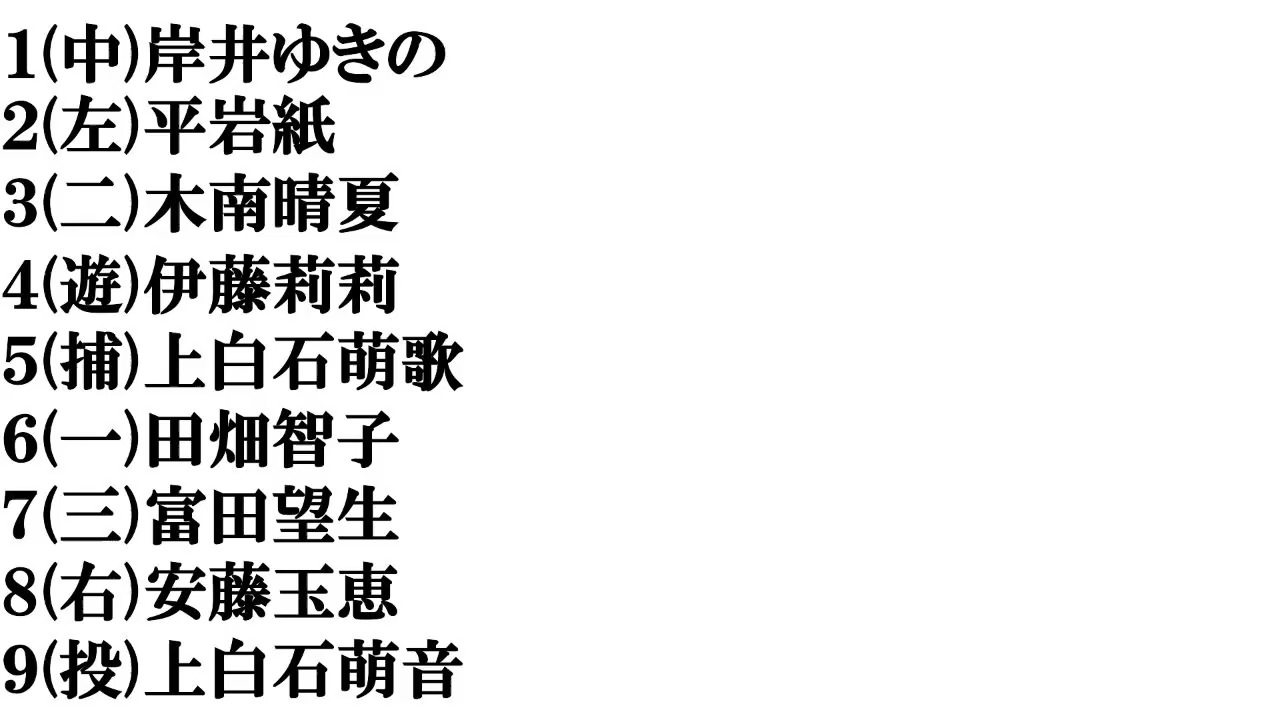 1(中)岸井ゆきの
2(左)平岩紙
3(二)木南晴夏
4(遊)伊藤莉莉
5(捕)上白石萌歌
6(一)田畑智子
7(三)富田望生
8(右)安藤玉恵
9(投)上白石萌音